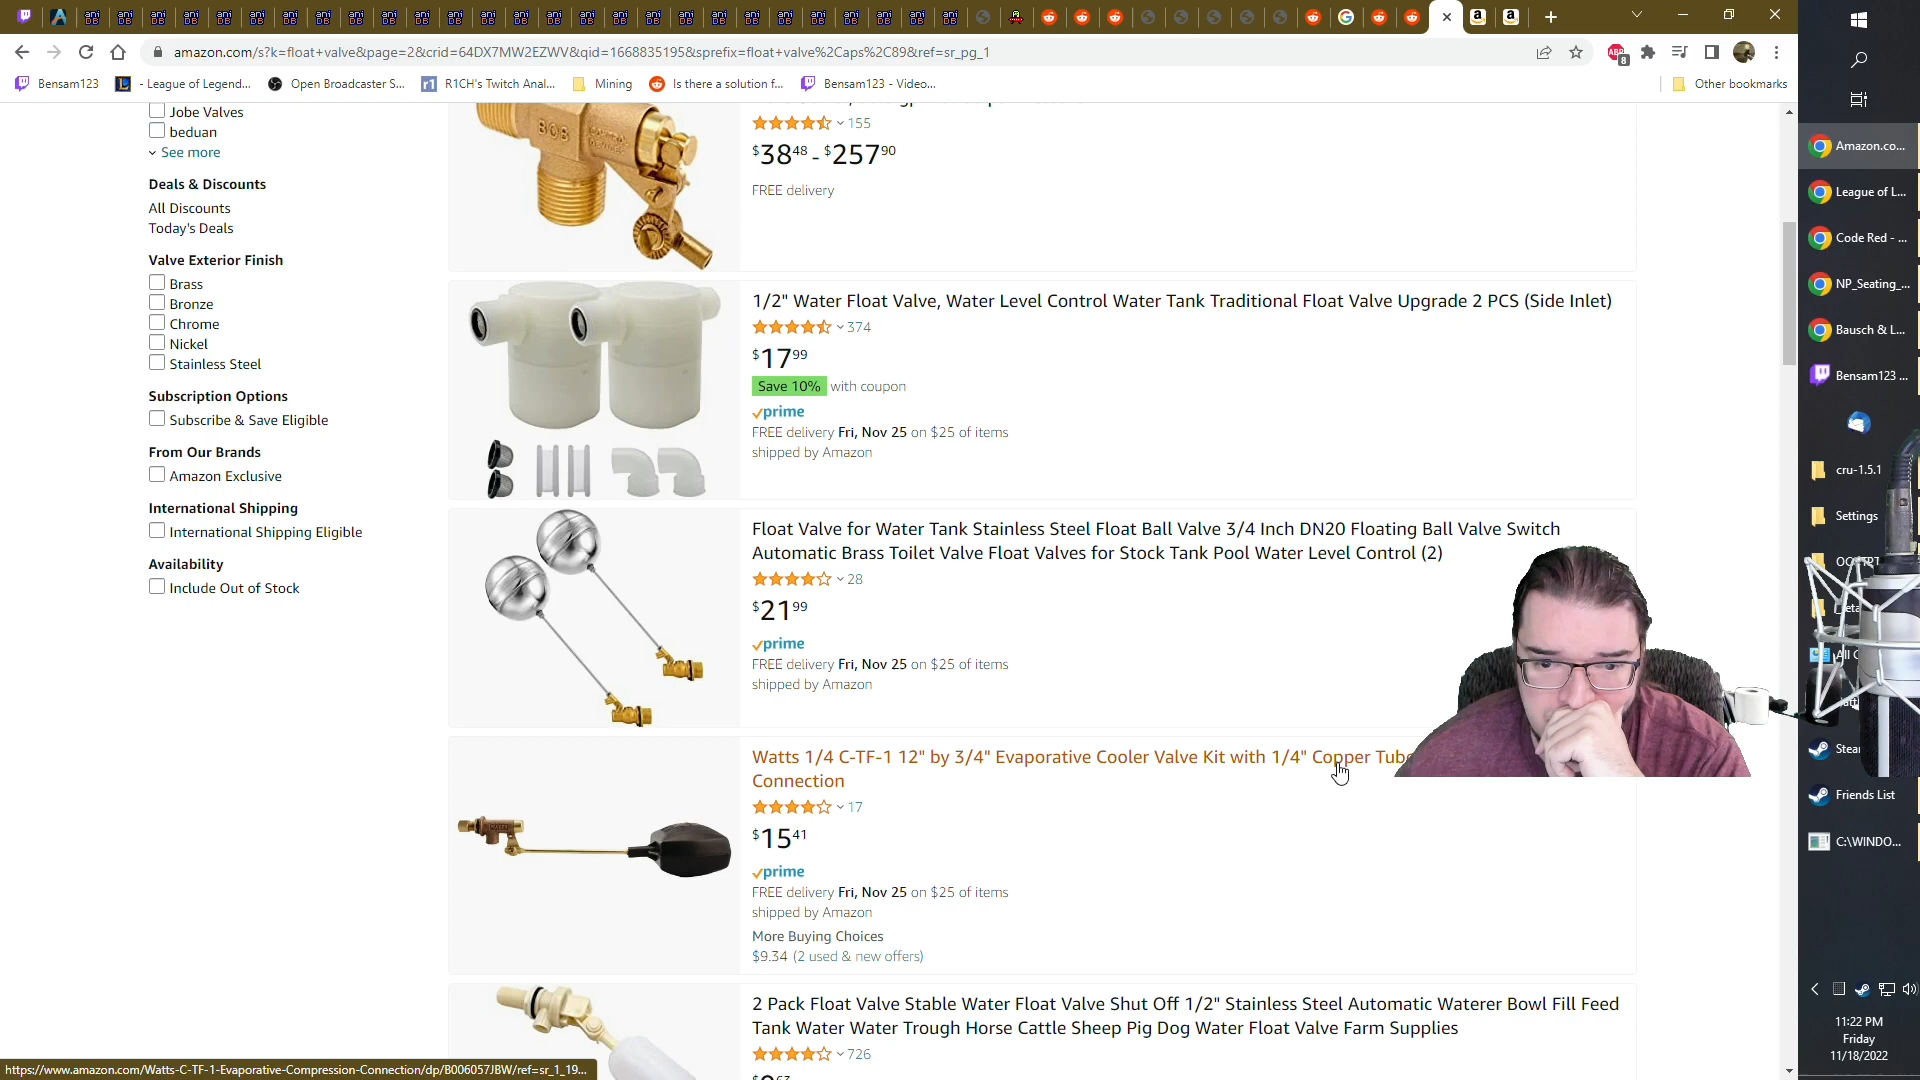 amazon.com/s?k=float+valve&page=2&crid=64DX7MW2EZWV&qid=1668835195&sprefix=float+valve%2Caps%2C89&ref=sr_pg_1
Bensam123
- League of Legend...
Open Broadcaster S...
R1CH's Twitch Anal...
Mining
Is there a solution f...
Bensam123 - Video...
Other bookmarks
Jobe Valves
beduan
See more
Deals & Discounts
All Discounts
Today's Deals
Valve Exterior Finish
Brass
Bronze
Chrome
Nickel
Stainless Steel
Subscription Options
Subscribe & Save Eligible
From Our Brands
Amazon Exclusive
International Shipping
International Shipping Eligible
Availability
Include Out of Stock
BOB
155
$38.48 - $257.90
FREE delivery
1/2" Water Float Valve, Water Level Control Water Tank Traditional Float Valve Upgrade 2 PCS (Side Inlet)
374
$17.99
Save 10% with coupon
prime
FREE delivery Fri, Nov 25 on $25 of items
shipped by Amazon
Float Valve for Water Tank Stainless Steel Float Ball Valve 3/4 Inch DN20 Floating Ball Valve Switch
Automatic Brass Toilet Valve Float Valves for Stock Tank Pool Water Level Control (2)
28
$21.99
prime
FREE delivery Fri, Nov 25 on $25 of items
shipped by Amazon
Watts 1/4 C-TF-1 12" by 3/4" Evaporative Cooler Valve Kit with 1/4" Copper Tube
Connection
17
$15.41
prime
FREE delivery Fri, Nov 25 on $25 of items
shipped by Amazon
More Buying Choices
$9.34 (2 used & new offers)
2 Pack Float Valve Stable Water Float Valve Shut Off 1/2" Stainless Steel Automatic Waterer Bowl Fill Feed
Tank Water Water Trough Horse Cattle Sheep Pig Dog Water Float Valve Farm Supplies
726
https://www.amazon.com/Watts-C-TF-1-Evaporative-Compression-Connection/dp/B006057JBW/ref=sr_1_19...
Amazon.co...
League of L...
Code Red - ...
NP_Seating_...
Bausch & L...
Bensam123 ...
cru-1.5.1
Settings
Friends List
C:\WINDO...
11:22 PM
Friday
11/18/2022